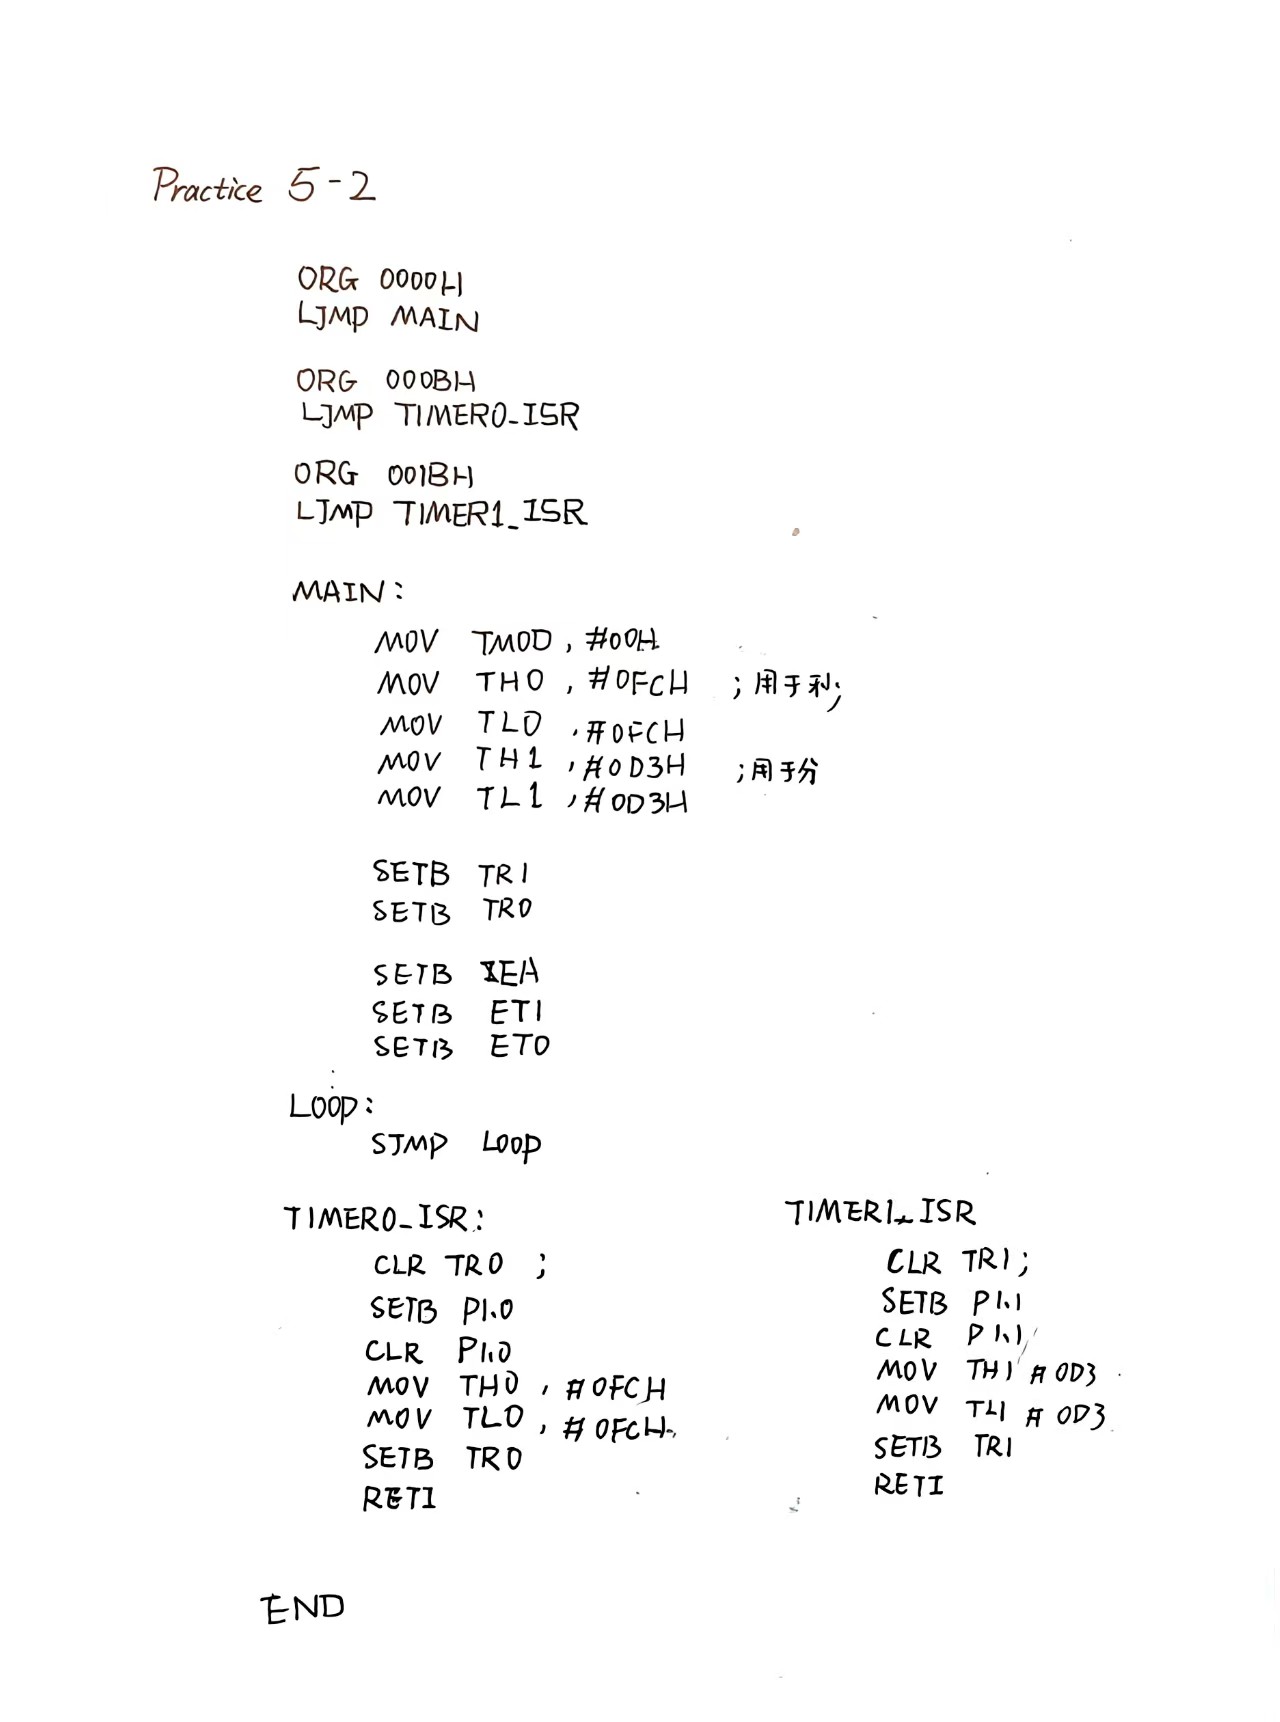 Practice 5-2
ORG 0000H
LJMP MAIN
ORG 000BH
LJMP TIMER0_ISR
ORG 001BH
LJMP TIMER1_ISR
MAIN:
MOV TMOD, #00H
MOV TH0, #0FCH ;用于利;
MOV TL0, #0FCH
MOV TH1, #0D3H ;用于分
MOV TL1, #0D3H
SETB TR1
SETB TR0
SETB EA
SETB ET1
SETB ET0
LOOP:
SJMP LOOP
TIMER0_ISR:
CLR TR0 ;
SETB P1.0
CLR P1.0
MOV TH0, #0FCH
MOV TL0, #0FCH
SETB TR0
RETI
TIMER1_ISR
CLR TR1;
SETB P1.1
CLR P1.1
MOV TH1 #0D3
MOV TL1 #0D3
SETB TR1
RETI
END